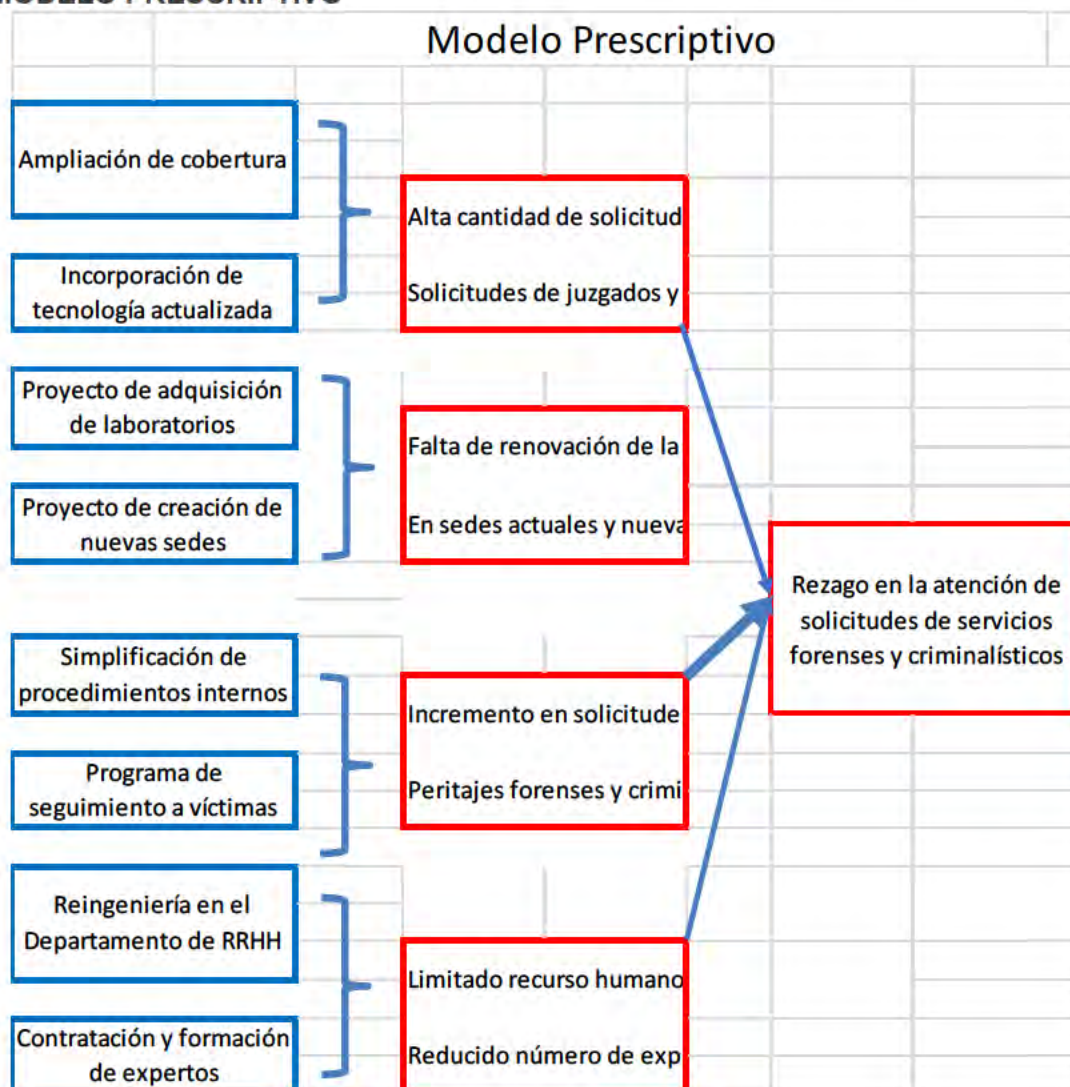 MODELO PRESCRIPTIVO
Modelo Prescriptivo
Ampliación de cobertura
Incorporación de
tecnología actualizada
Alta cantidad de solicitud
Solicitudes de juzgados y
Proyecto de adquisición
de laboratorios
Proyecto de creación de
nuevas sedes
Falta de renovación de la
En sedes actuales y nueva
Simplificación de
procedimientos internos
Programa de
seguimiento a víctimas
Incremento en solicitude
Peritajes forenses y crimi
Reingeniería en el
Departamento de RRHH
Contratación y formación
de expertos
Limitado recurso humano
Reducido número de exp
Rezago en la atención de
solicitudes de servicios
forenses y criminalísticos